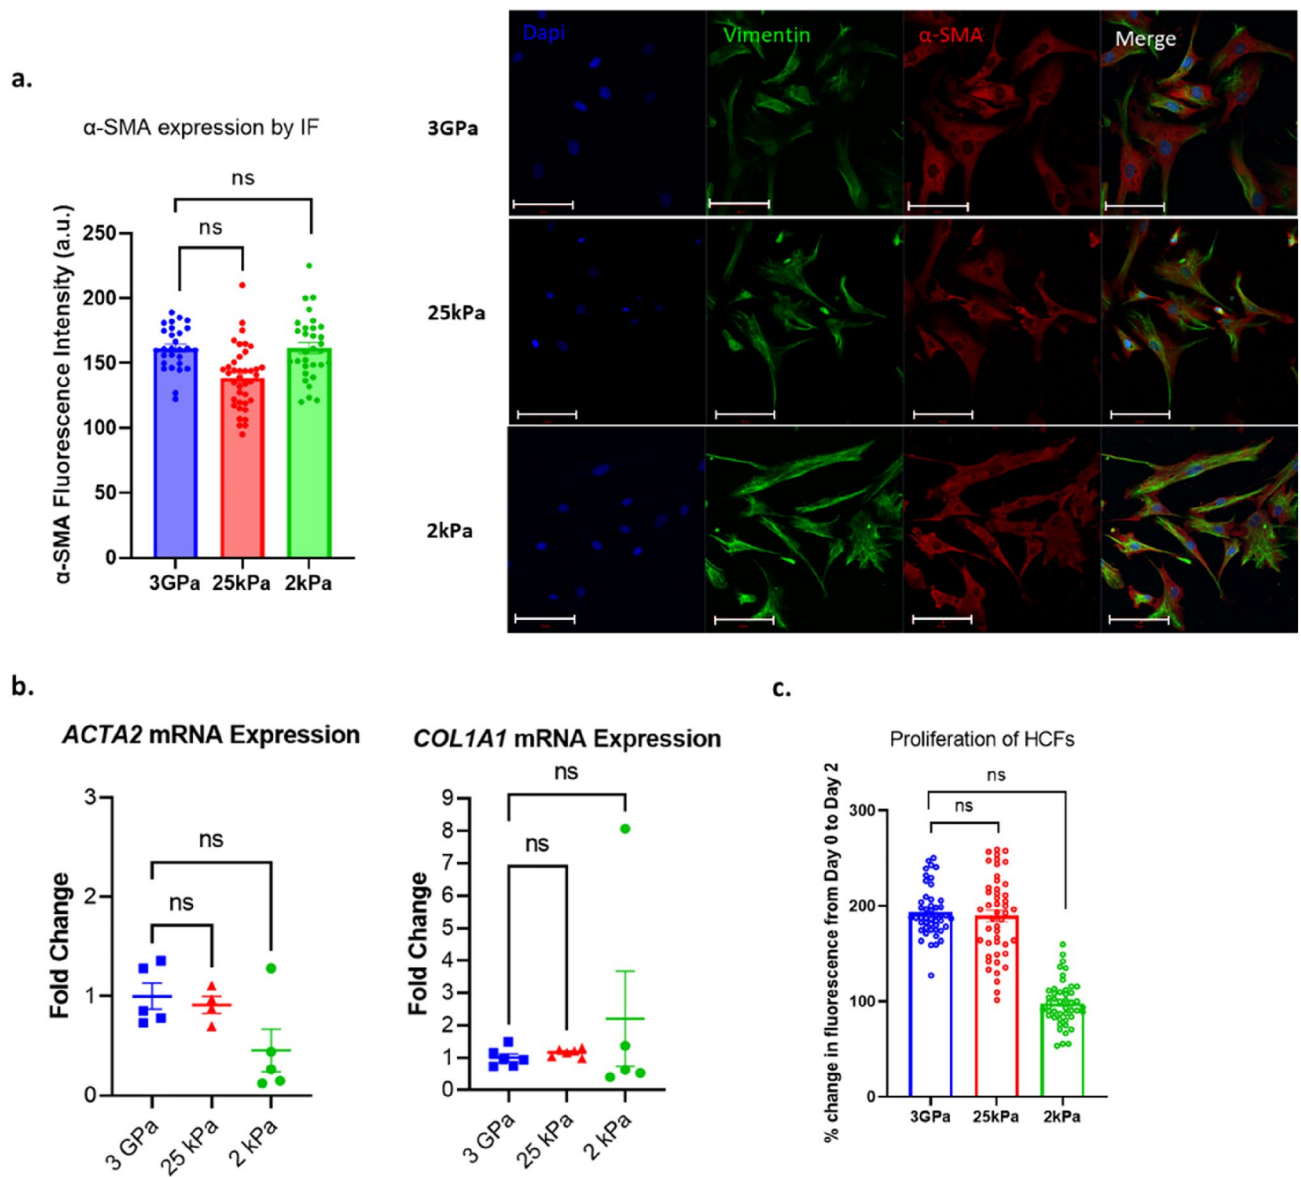 a.
α-SMA expression by IF
α-SMA Fluorescence Intensity (a.u.)
ns
ns
250
200
150
100
50
0
3GPa 25kPa 2kPa
Dapi Vimentin α-SMA Merge
3GPa
25kPa
2kPa
b.
ACTA2 mRNA Expression
Fold Change
ns
ns
3
2
1
0
3 GPa 25 kPa 2 kPa
COL1A1 mRNA Expression
Fold Change
ns
ns
9
8
7
6
5
4
3
2
1
0
3 GPa 25 kPa 2 kPa
c.
Proliferation of HCFs
% change in fluorescence from Day 0 to Day 2
ns
ns
300
200
100
0
3GPa 25kPa 2kPa